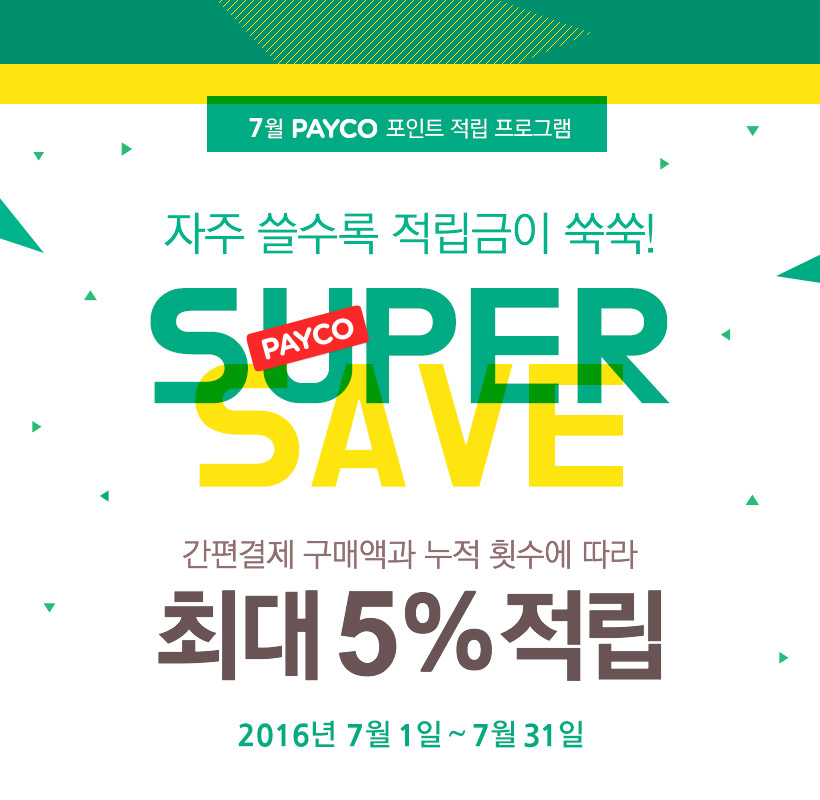 7월 PAYCO 포인트 적립 프로그램
자주 쓸수록 적립금이 쑥쑥!
SUPER
PAYCO
SAVE
간편결제 구매액과 누적 횟수에 따라
최대 5% 적립
2016년 7월 1일 ~ 7월 31일